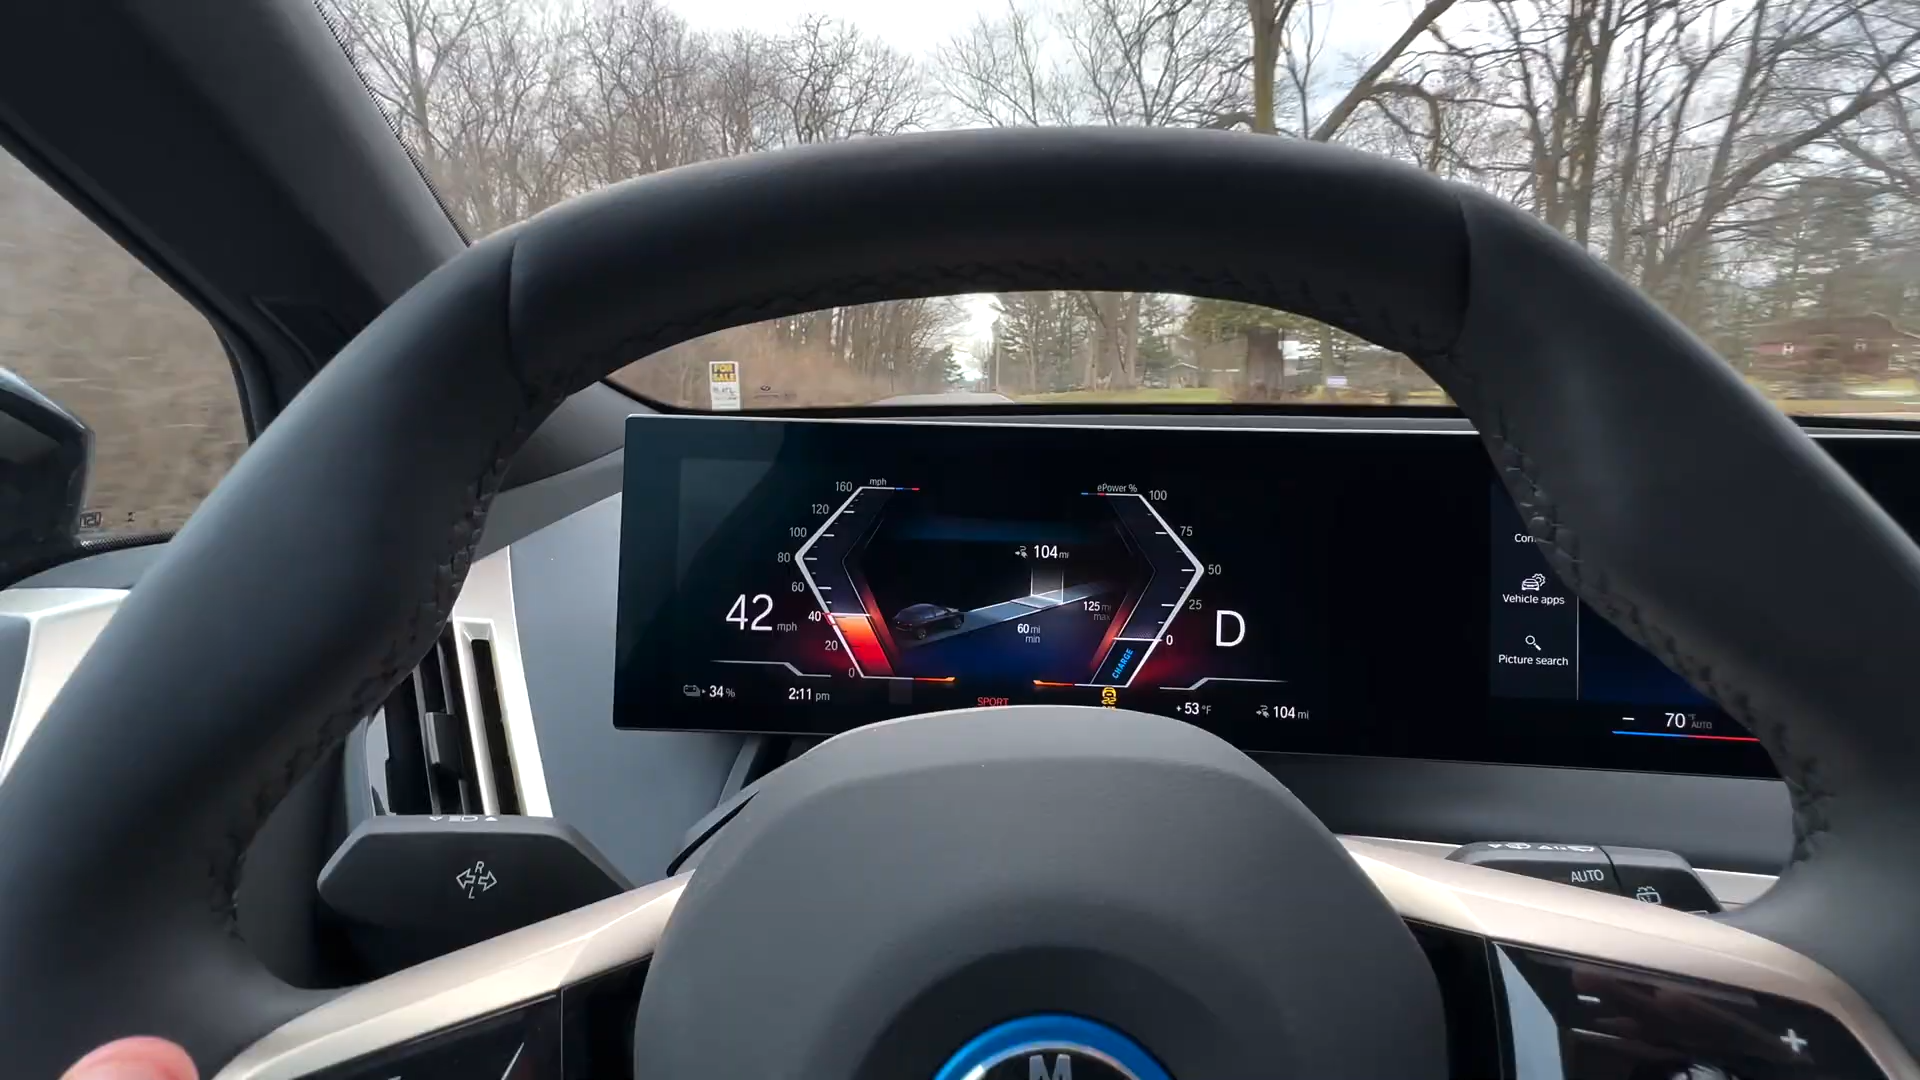 FOR
SALE
160
mph
120
100
80
60
40
20
0
42 mph
34 %
2:11 pm
104 mi
125 mi
max
60 mi
min
SPORT
ePower %
100
75
50
25
0
CHARGE
D
+ 53 °F
104 mi
Vehicle apps
Picture search
− 70 °F
AUTO
R
L
AUTO
−
+
M